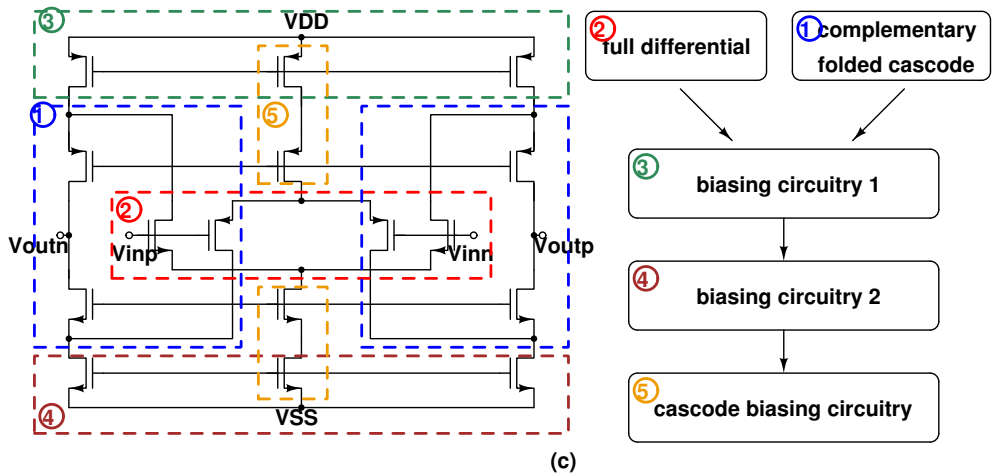 3
VDD
1
5
2
Voutn
Vinp
Vinn
Voutp
4
VSS
2
full differential
1
complementary
folded cascode
3
biasing circuitry 1
4
biasing circuitry 2
5
cascode biasing circuitry
(c)